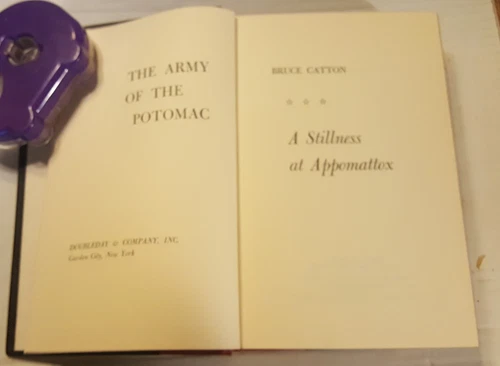 THE ARMY
OF THE
POTOMAC
DOUBLEDAY & COMPANY, INC.
Garden City, New York
BRUCE CATTON
A Stillness
at Appomattox